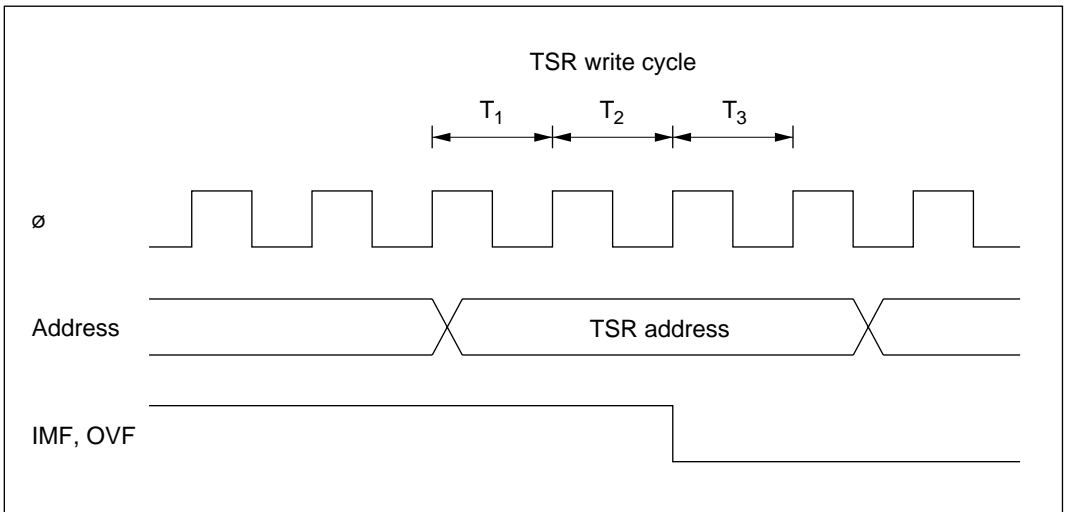 TSR write cycle
T1 T2 T3
ø
Address
TSR address
IMF, OVF